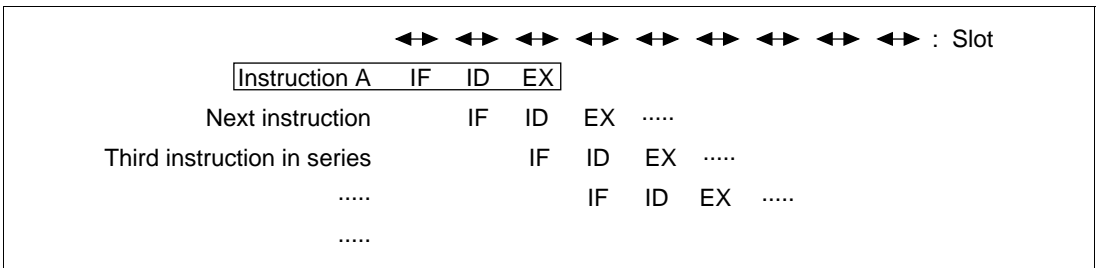 : Slot
Instruction A IF ID EX
Next instruction IF ID EX .....
Third instruction in series IF ID EX .....
..... IF ID EX .....
.....